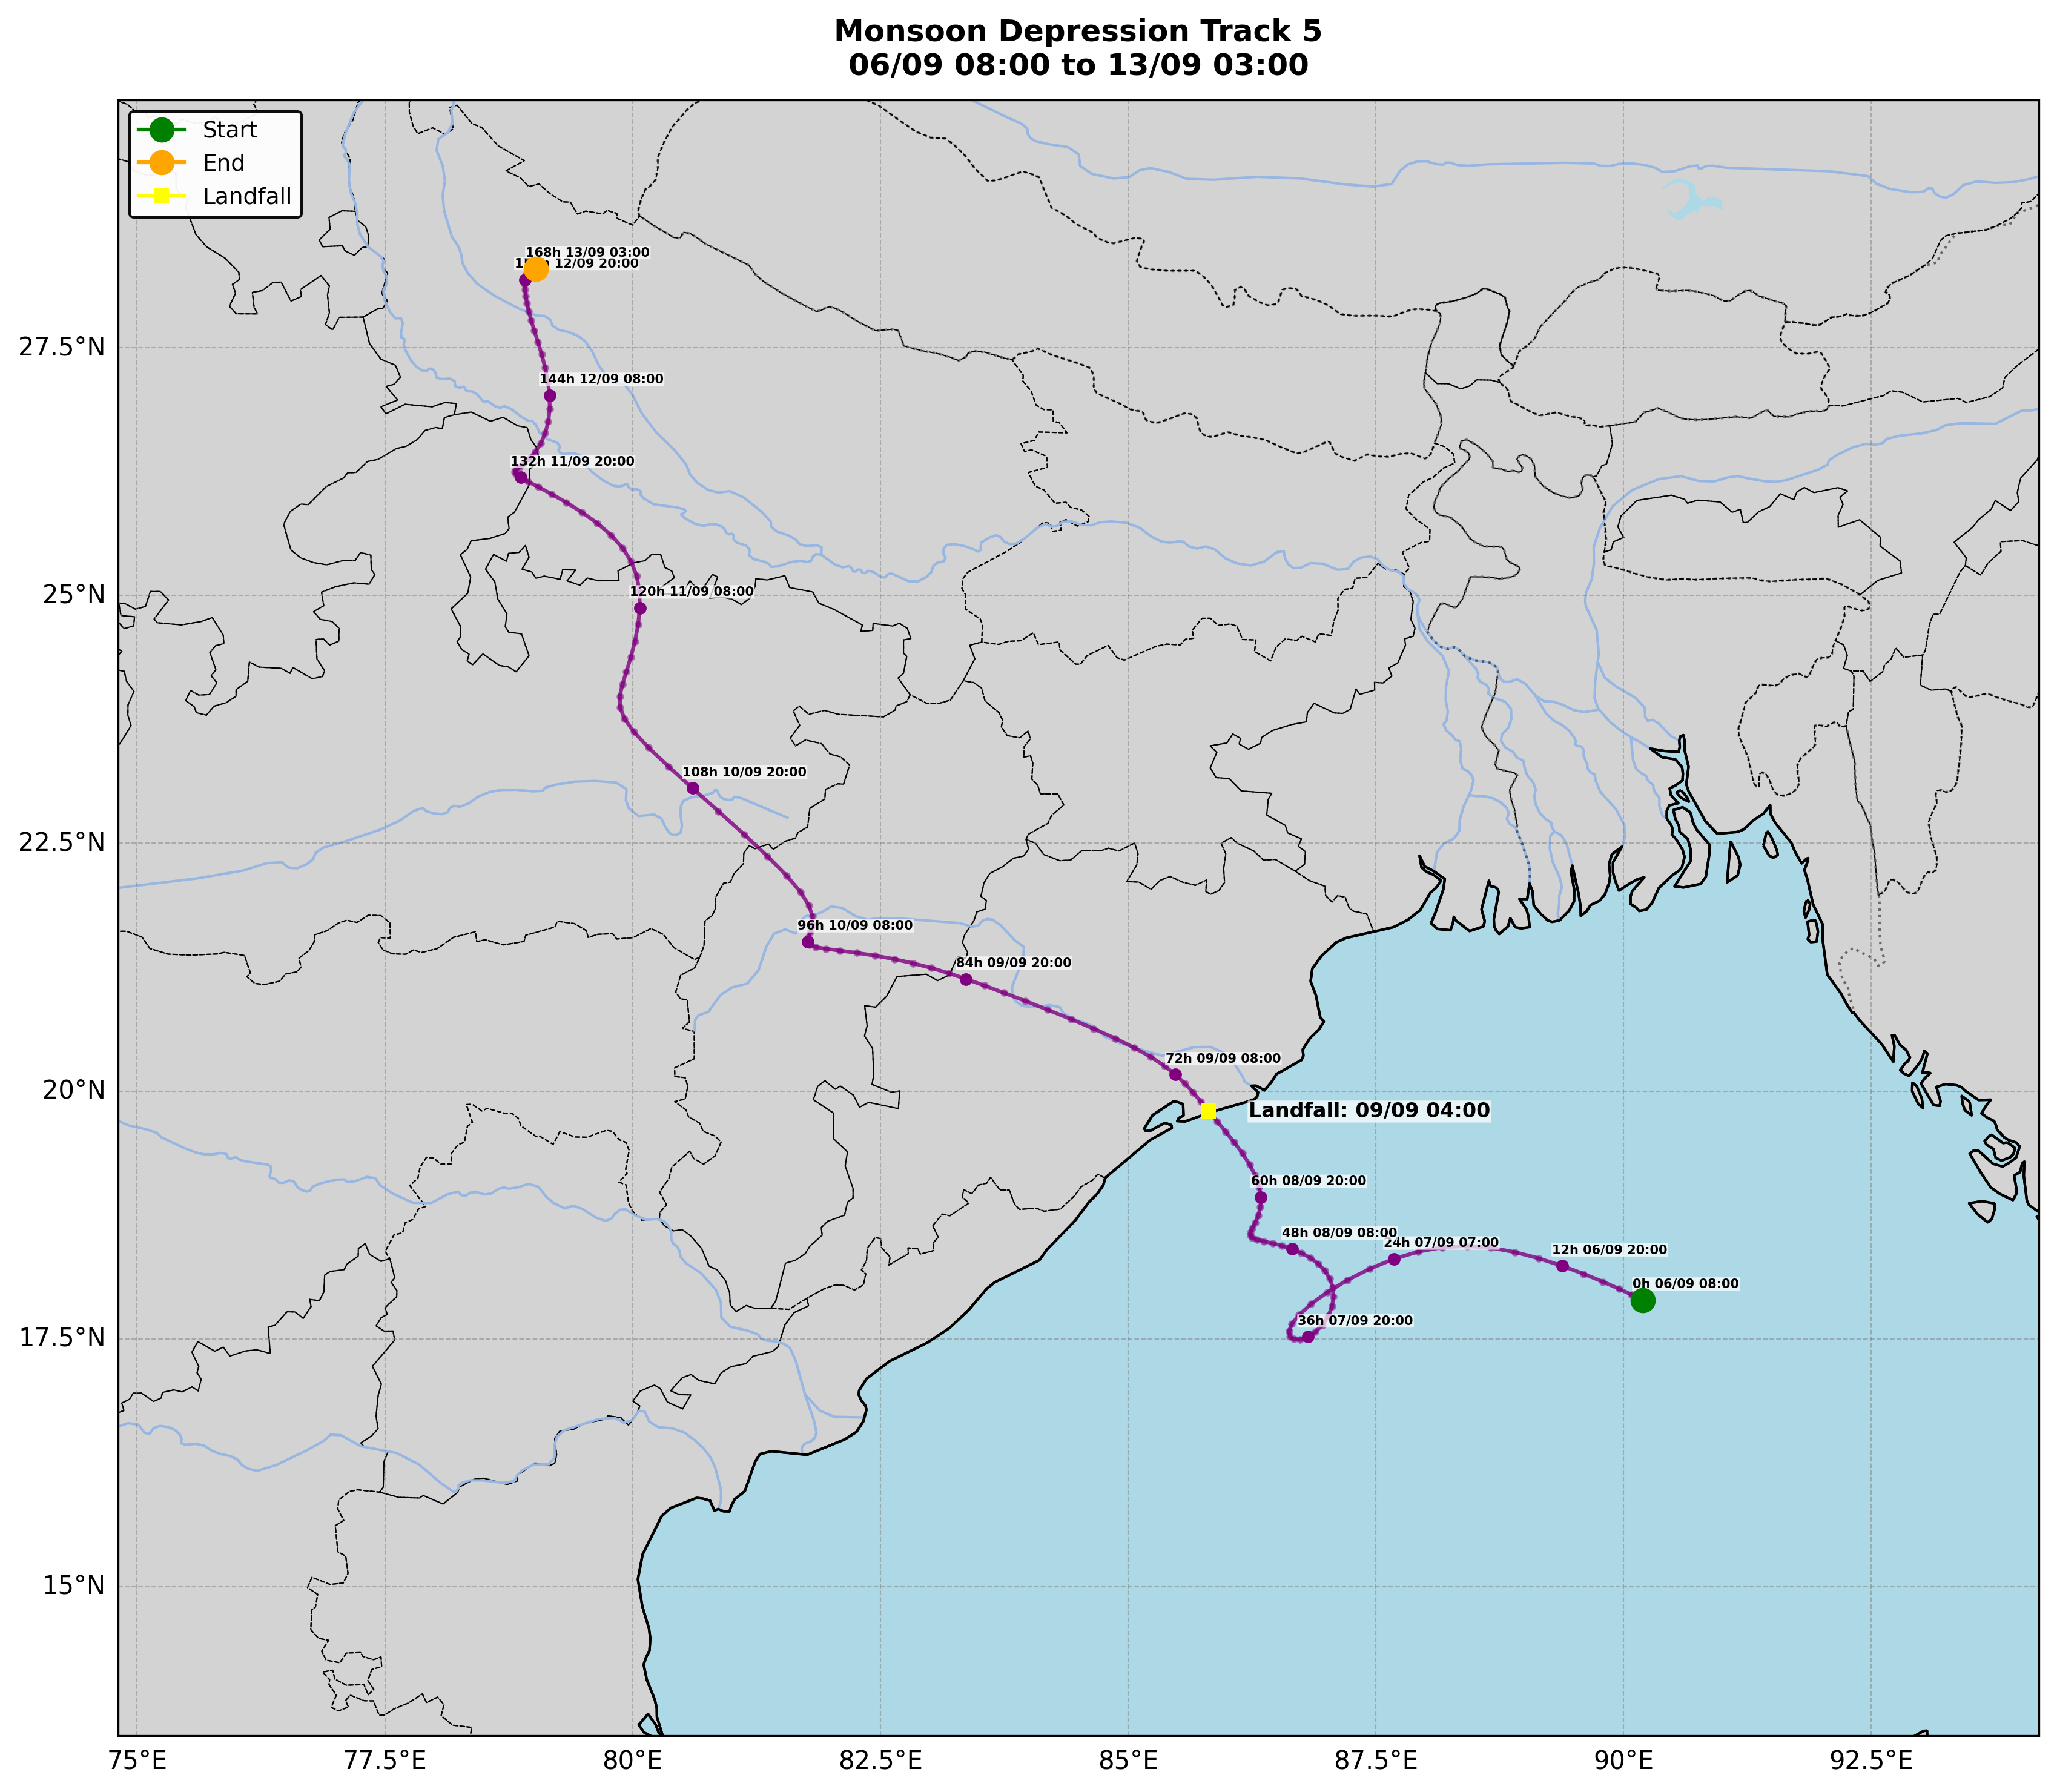 Monsoon Depression Track 5
06/09 08:00 to 13/09 03:00
Start
End
Landfall
168h 13/09 03:00
12/09 20:00
144h 12/09 08:00
132h 11/09 20:00
120h 11/09 08:00
108h 10/09 20:00
96h 10/09 08:00
84h 09/09 20:00
72h 09/09 08:00
Landfall: 09/09 04:00
60h 08/09 20:00
48h 08/09 08:00
24h 07/09 07:00
12h 06/09 20:00
0h 06/09 08:00
36h 07/09 20:00
27.5°N
25°N
22.5°N
20°N
17.5°N
15°N
75°E
77.5°E
80°E
82.5°E
85°E
87.5°E
90°E
92.5°E